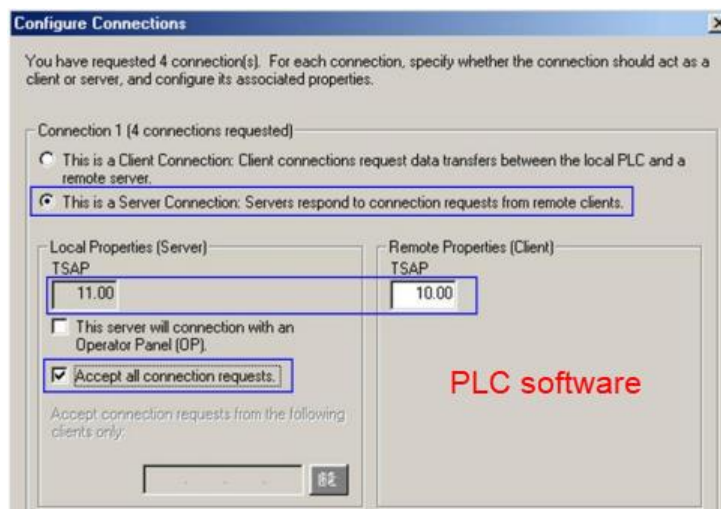 Configure Connections
You have requested 4 connection(s). For each connection, specify whether the connection should act as a
client or server, and configure its associated properties.
Connection 1 (4 connections requested)
This is a Client Connection: Client connections request data transfers between the local PLC and a
remote server.
This is a Server Connection: Servers respond to connection requests from remote clients.
Local Properties (Server)
TSAP
11.00
This server will connection with an
Operator Panel (OP).
Accept all connection requests.
Accept connection requests from the following
clients only:
Remote Properties (Client)
TSAP
10.00
PLC software